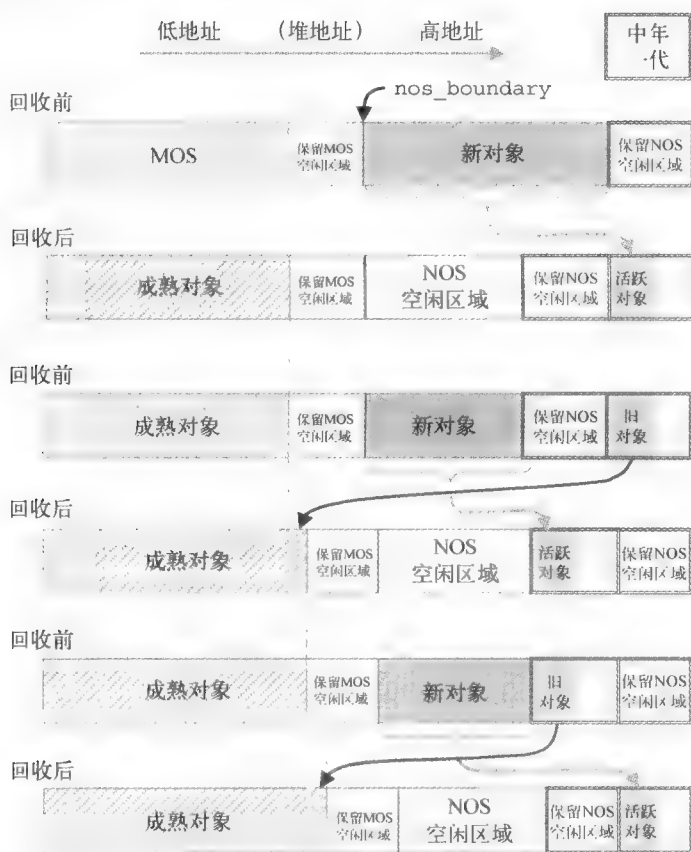 低地址 (堆地址) 高地址
中年
一代
nos_boundary
回收前
MOS
保留MOS
空闲区域
新对象
保留NOS
空闲区域
回收后
成熟对象
保留MOS
空闲区域
NOS
空闲区域
保留NOS
空闲区域
活跃
对象
回收前
成熟对象
保留MOS
空闲区域
新对象
保留NOS
空闲区域
旧
对象
回收后
成熟对象
保留MOS
空闲区域
NOS
空闲区域
活跃
对象
保留NOS
空闲区域
回收前
成熟对象
保留MOS
空闲区域
新对象
旧
对象
保留NOS
空闲区域
回收后
成熟对象
保留MOS
空闲区域
NOS
空闲区域
保留NOS
空闲区域
活跃
对象